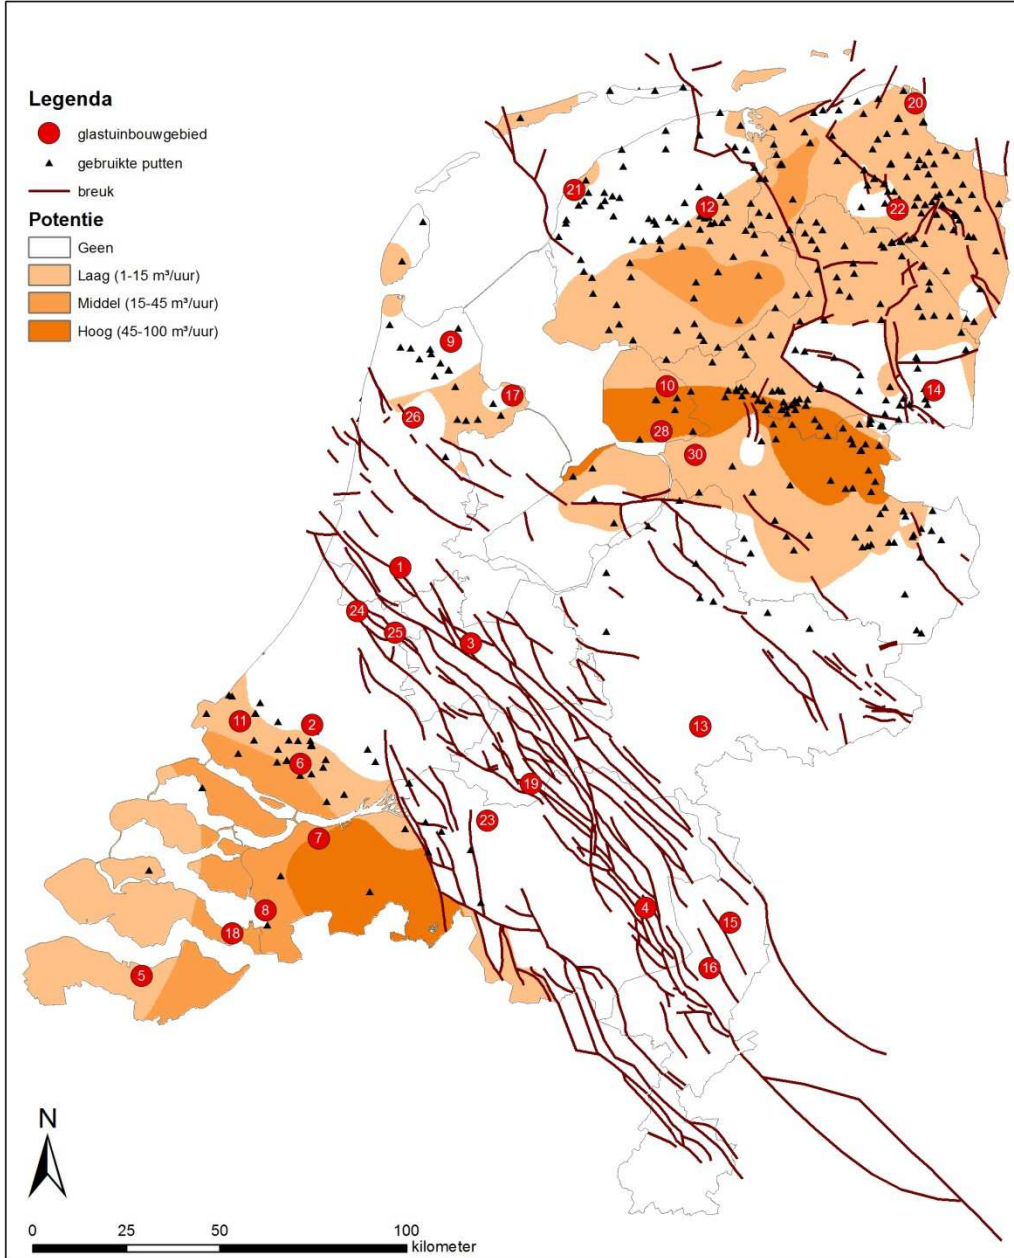 Legenda
glastuinbouwgebied
gebruikte putten
breuk
Potentie
Geen
Laag (1-15 m³/uur)
Middel (15-45 m³/uur)
Hoog (45-100 m³/uur)
20
21
12
22
9
10
17
14
26
28
30
1
24
25
3
11
2
13
6
19
23
7
4
8
15
18
16
5
N
0 25 50 100
kilometer